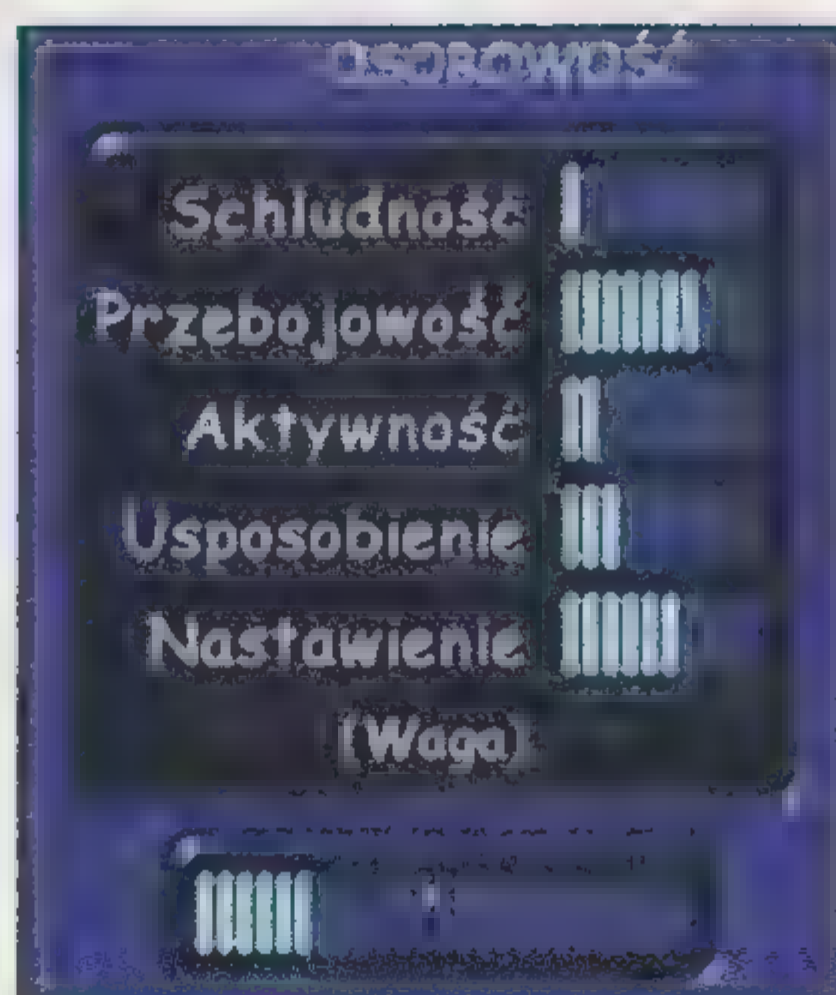 OSOBOWOŚĆ
Schludność
Przebojowość
Aktywność
Usposobienie
Nastawienie
(Waga)